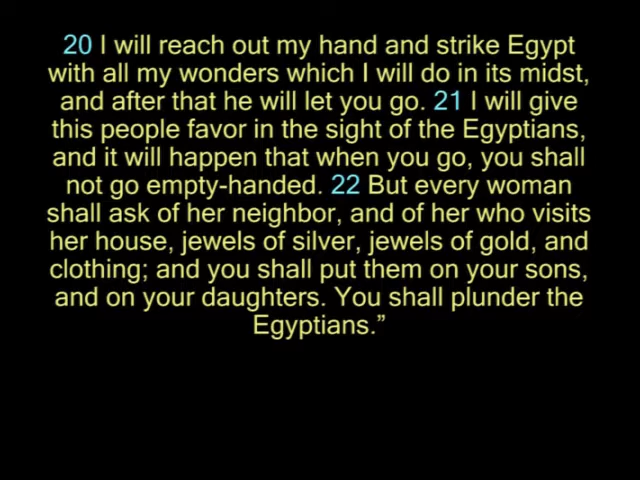 20 I will reach out my hand and strike Egypt
with all my wonders which I will do in its midst,
and after that he will let you go. 21 I will give
this people favor in the sight of the Egyptians,
and it will happen that when you go, you shall
not go empty-handed. 22 But every woman
shall ask of her neighbor, and of her who visits
her house, jewels of silver, jewels of gold, and
clothing; and you shall put them on your sons,
and on your daughters. You shall plunder the
Egyptians.”